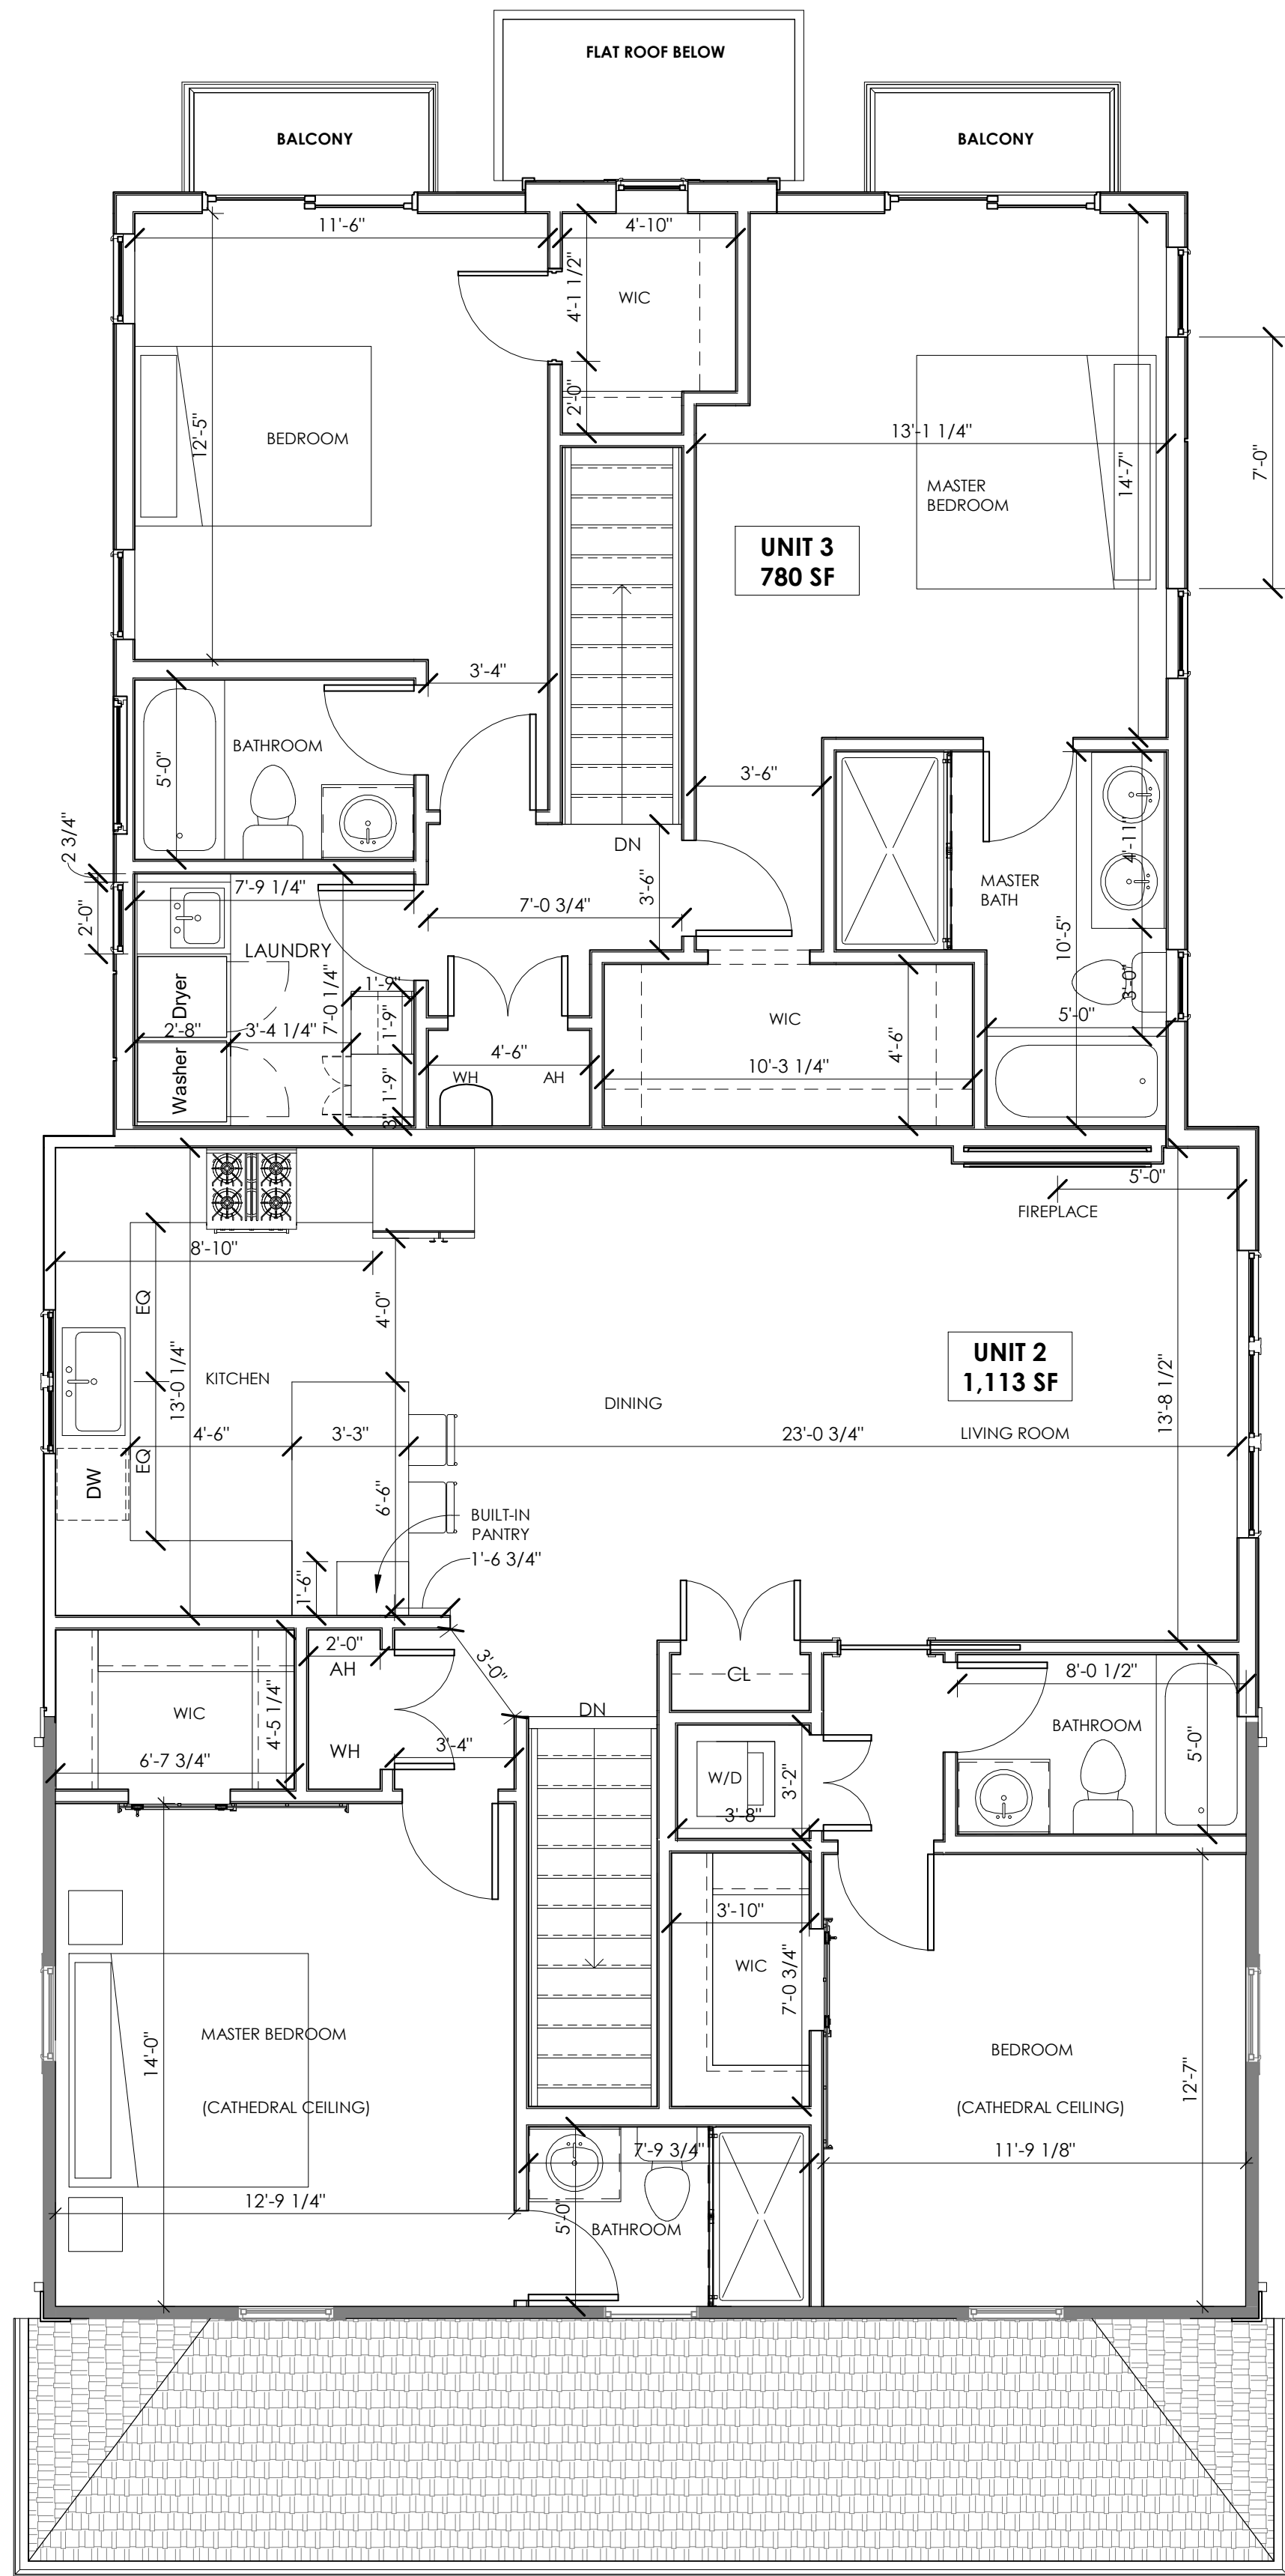 FLAT ROOF BELOW
BALCONY
BALCONY
11'-6"
4'-10"
4'-1 1/2"
WIC
2'-0"
12'-5"
BEDROOM
13'-1 1/4"
14'-7"
7'-0"
MASTER
BEDROOM
UNIT 3
780 SF
3'-4"
5'-0"
BATHROOM
3'-6"
2 3/4"
DN
4'-11"
2'-0"
7'-9 1/4"
3'-6"
MASTER
BATH
7'-0 3/4"
LAUNDRY
10'-5"
Dryer
7'-0 1/4"
1'-9"
3'-0"
2'-8"
3'-4 1/4"
1'-9"
WIC
5'-0"
4'-6"
4'-6"
10'-3 1/4"
Washer
1'-9"
WH
AH
3"
5'-0"
FIREPLACE
8'-10"
EQ
4'-0"
13'-0 1/4"
KITCHEN
UNIT 2
1,113 SF
13'-8 1/2"
DINING
4'-6"
3'-3"
23'-0 3/4"
LIVING ROOM
EQ
DW
6'-6"
BUILT-IN
PANTRY
1'-6 3/4"
1'-6"
2'-0"
AH
3'-0"
CL
8'-0 1/2"
WIC
4'-5 1/4"
DN
BATHROOM
5'-0"
6'-7 3/4"
WH
3'-4"
W/D
3'-2"
3'-8"
3'-10"
WIC
7'-0 3/4"
14'-0"
MASTER BEDROOM
BEDROOM
12'-7"
(CATHEDRAL CEILING)
(CATHEDRAL CEILING)
7'-9 3/4"
11'-9 1/8"
12'-9 1/4"
5'-0"
BATHROOM